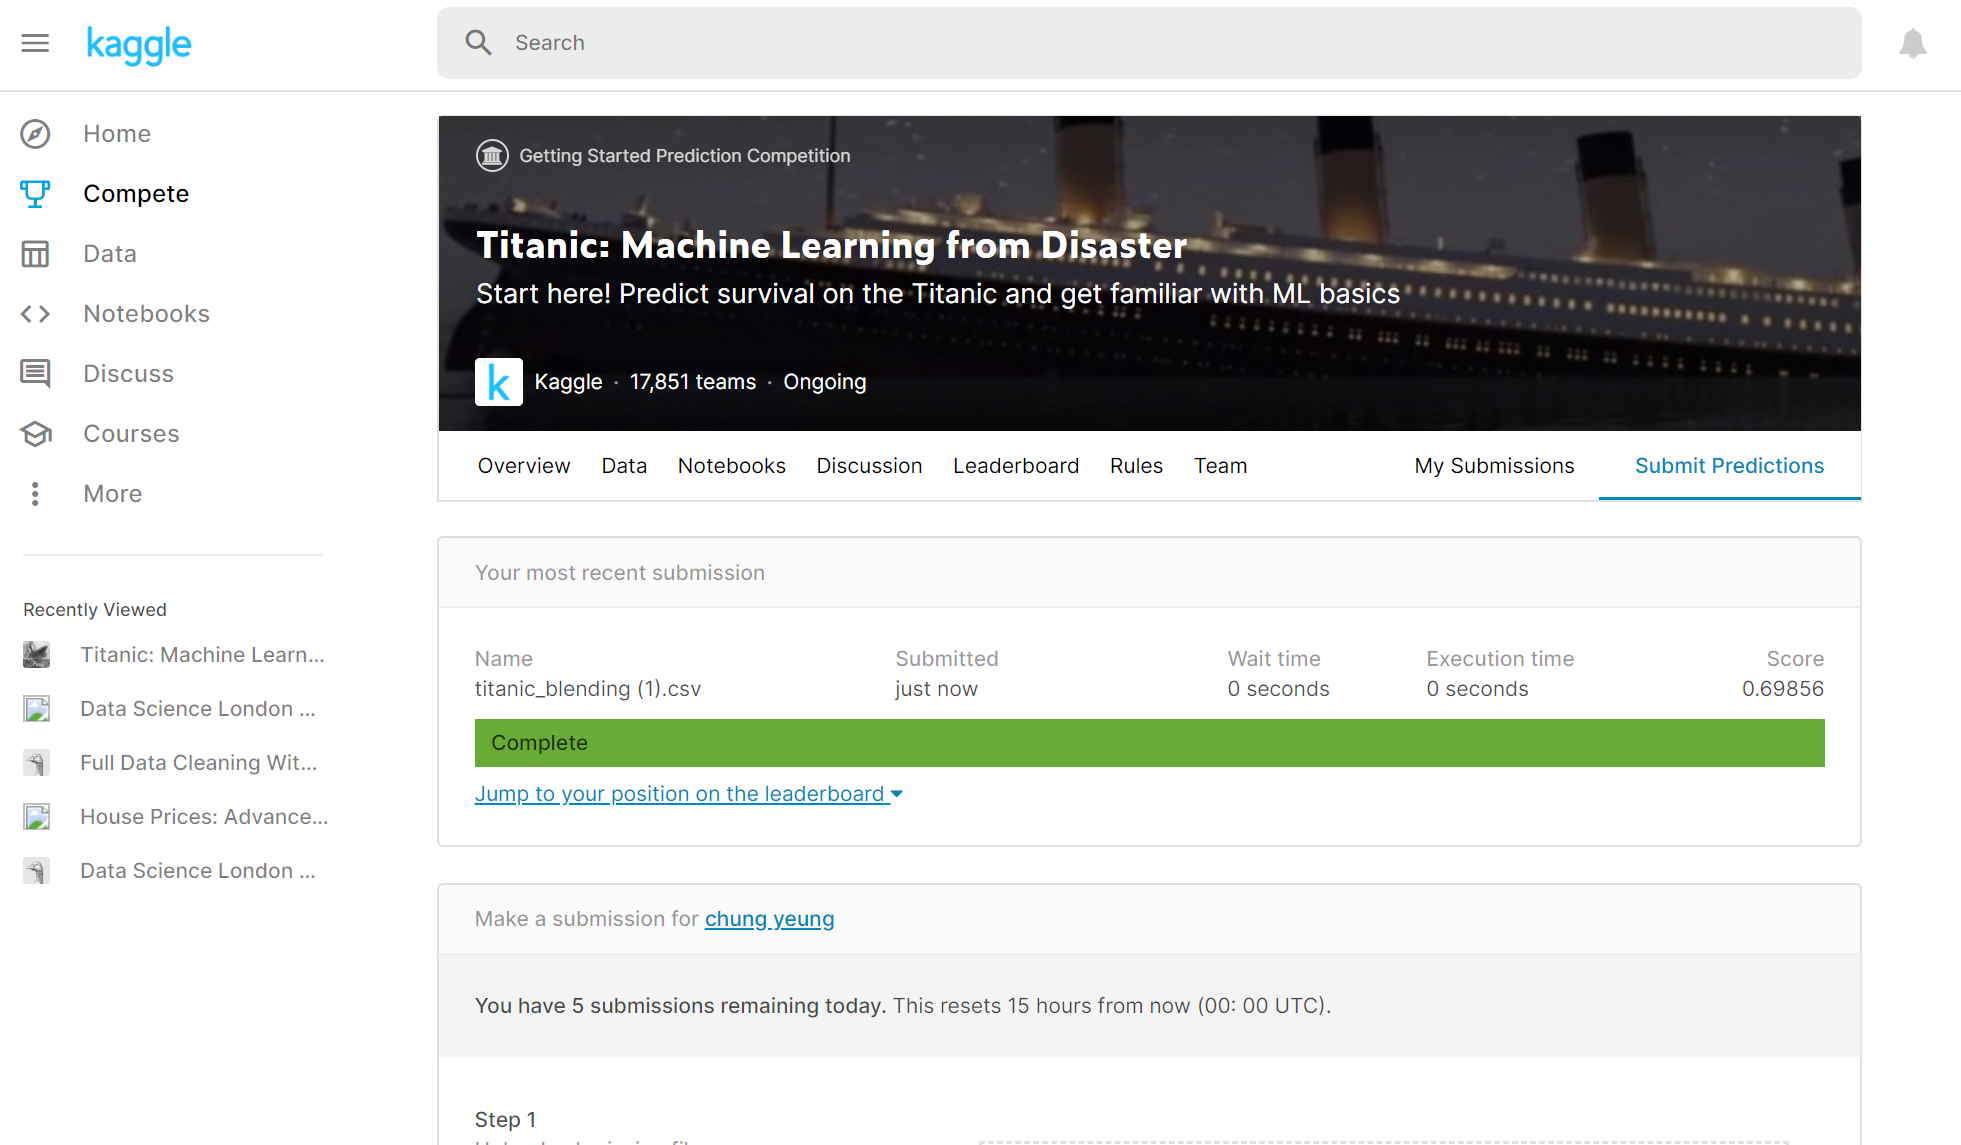 kaggle
Search
Home
Compete
Data
Notebooks
Discuss
Courses
More
Recently Viewed
Titanic: Machine Learn...
Data Science London ...
Full Data Cleaning Wit...
House Prices: Advance...
Data Science London ...
Getting Started Prediction Competition
Titanic: Machine Learning from Disaster
Start here! Predict survival on the Titanic and get familiar with ML basics
k Kaggle · 17,851 teams · Ongoing
Overview Data Notebooks Discussion Leaderboard Rules Team My Submissions Submit Predictions
Your most recent submission
Name Submitted Wait time Execution time Score
titanic_blending (1).csv just now 0 seconds 0 seconds 0.69856
Complete
Jump to your position on the leaderboard
Make a submission for chung yeung
You have 5 submissions remaining today. This resets 15 hours from now (00: 00 UTC).
Step 1